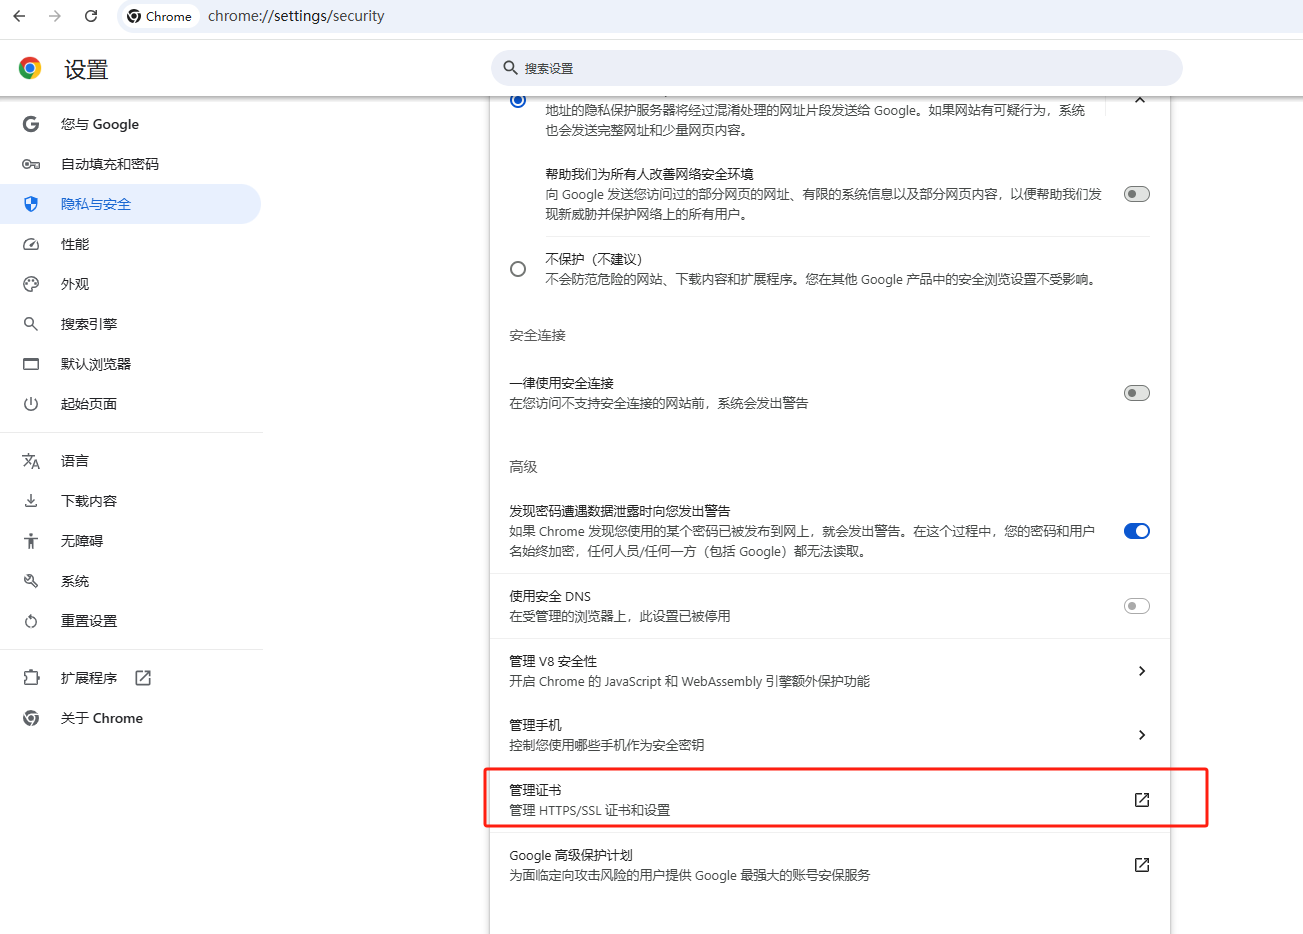 Chrome
chrome://settings/security
设置
搜索设置
您与 Google
自动填充和密码
隐私与安全
性能
外观
搜索引擎
默认浏览器
起始页面
语言
下载内容
无障碍
系统
重置设置
扩展程序
关于 Chrome
地址的隐私保护服务器将经过混淆处理的网址片段发送给 Google。如果网站有可疑行为，系统
也会发送完整网址和少量网页内容。
帮助我们为所有人改善网络安全环境
向 Google 发送您访问过的部分网页的网址、有限的系统信息以及部分网页内容，以便帮助我们发
现新威胁并保护网络上的所有用户。
不保护（不建议）
不会防范危险的网站、下载内容和扩展程序。您在其他 Google 产品中的安全浏览设置不受影响。
安全连接
一律使用安全连接
在您访问不支持安全连接的网站前，系统会发出警告
高级
发现密码遭遇数据泄露时向您发出警告
如果 Chrome 发现您使用的某个密码已被发布到网上，就会发出警告。在这个过程中，您的密码和用户
名始终加密，任何人员/任何一方（包括 Google）都无法读取。
使用安全 DNS
在受管理的浏览器上，此设置已被停用
管理 V8 安全性
开启 Chrome 的 JavaScript 和 WebAssembly 引擎额外保护功能
管理手机
控制您使用哪些手机作为安全密钥
管理证书
管理 HTTPS/SSL 证书和设置
Google 高级保护计划
为面临定向攻击风险的用户提供 Google 最强大的账号安保服务